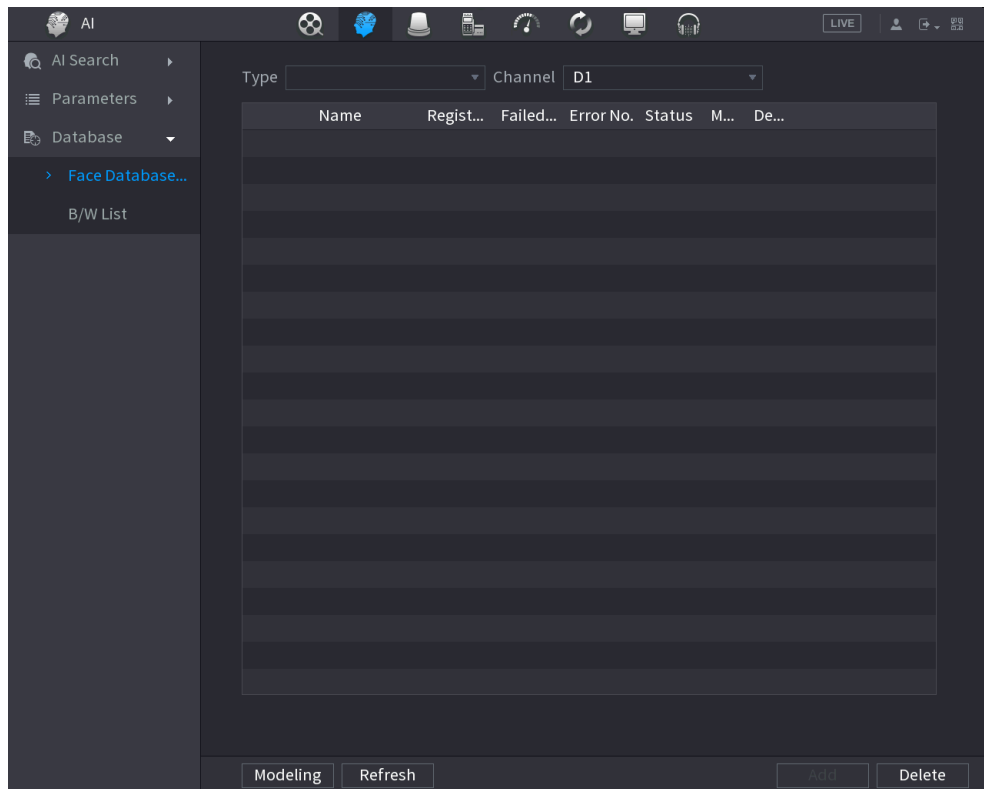 AI
LIVE
AI Search
Parameters
Database
Face Database...
B/W List
Type
Channel D1
Name Regist... Failed... Error No. Status M... De...
Modeling Refresh Add Delete